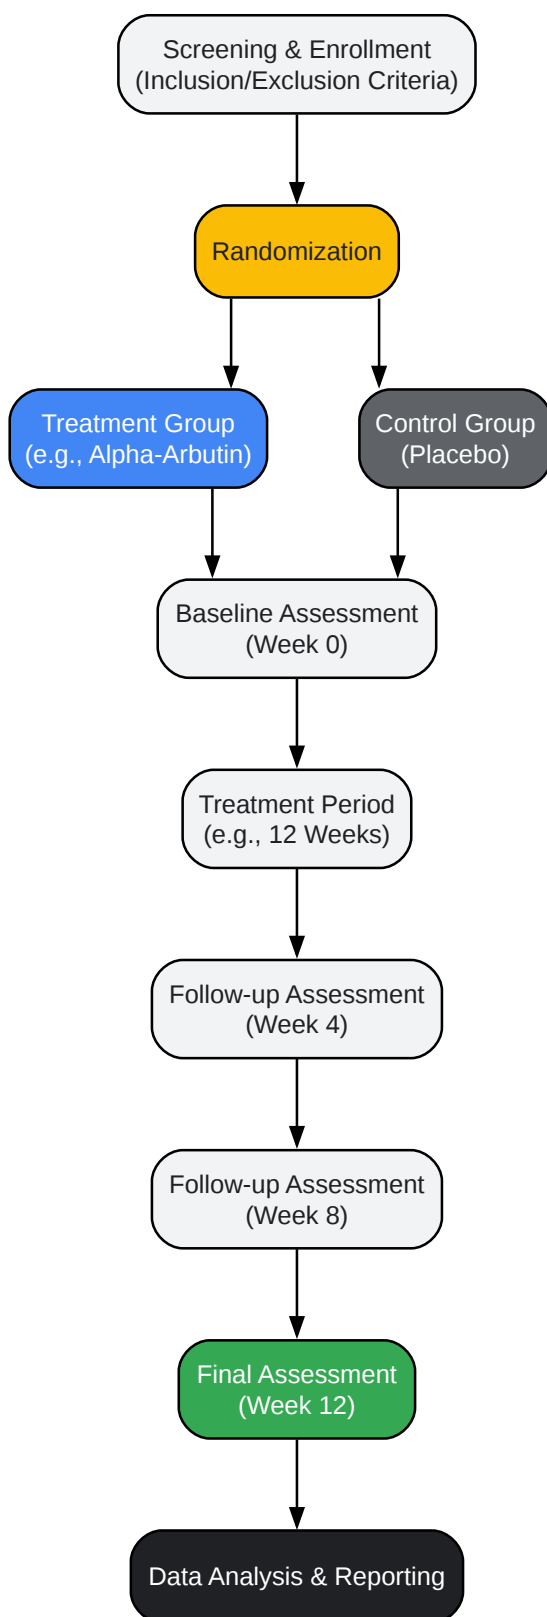 Screening & Enrollment
(Inclusion/Exclusion Criteria)
Randomization
Treatment Group
(e.g., Alpha-Arbutin)
Control Group
(Placebo)
Baseline Assessment
(Week 0)
Treatment Period
(e.g., 12 Weeks)
Follow-up Assessment
(Week 4)
Follow-up Assessment
(Week 8)
Final Assessment
(Week 12)
Data Analysis & Reporting